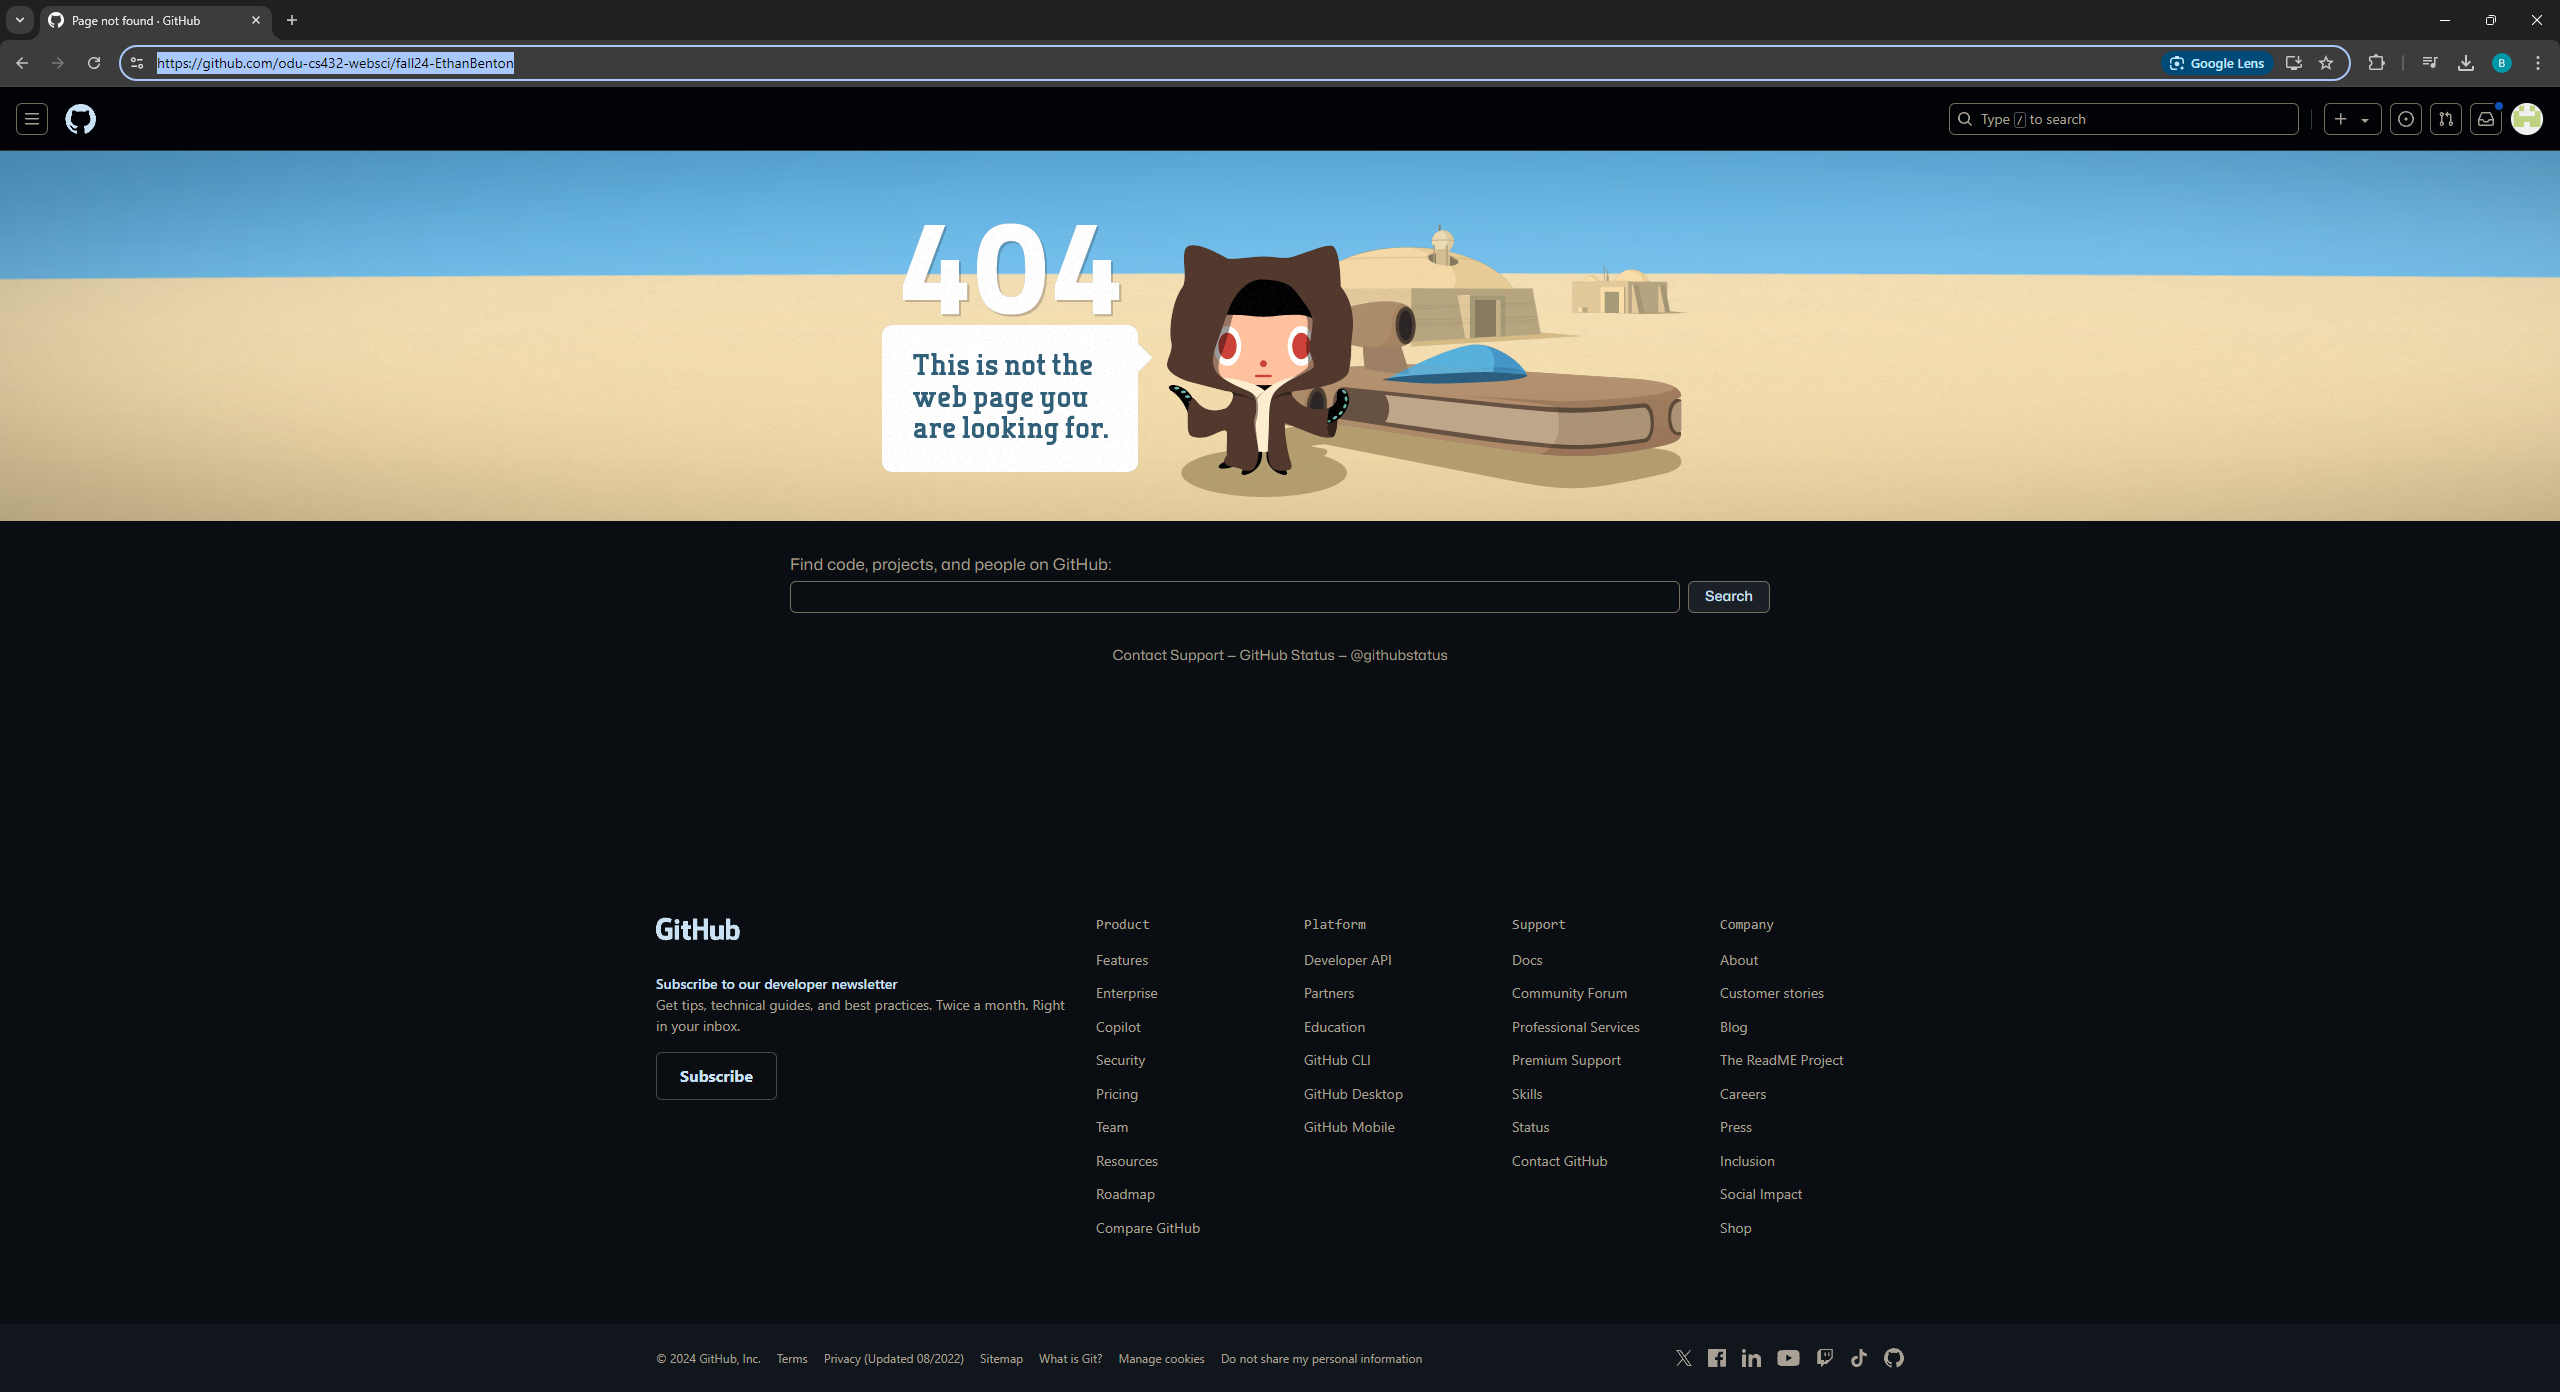 Page not found · GitHub
https://github.com/odu-cs432-websci/fall24-EthanBenton
Google Lens
B
Type / to search
404
This is not the
web page you
are looking for.
Find code, projects, and people on GitHub:
Search
Contact Support — GitHub Status — @githubstatus
GitHub
Subscribe to our developer newsletter
Get tips, technical guides, and best practices. Twice a month. Right
in your inbox.
Subscribe
Product
Features
Enterprise
Copilot
Security
Pricing
Team
Resources
Roadmap
Compare GitHub
Platform
Developer API
Partners
Education
GitHub CLI
GitHub Desktop
GitHub Mobile
Support
Docs
Community Forum
Professional Services
Premium Support
Skills
Status
Contact GitHub
Company
About
Customer stories
Blog
The ReadME Project
Careers
Press
Inclusion
Social Impact
Shop
© 2024 GitHub, Inc. Terms Privacy (Updated 08/2022) Sitemap What is Git? Manage cookies Do not share my personal information